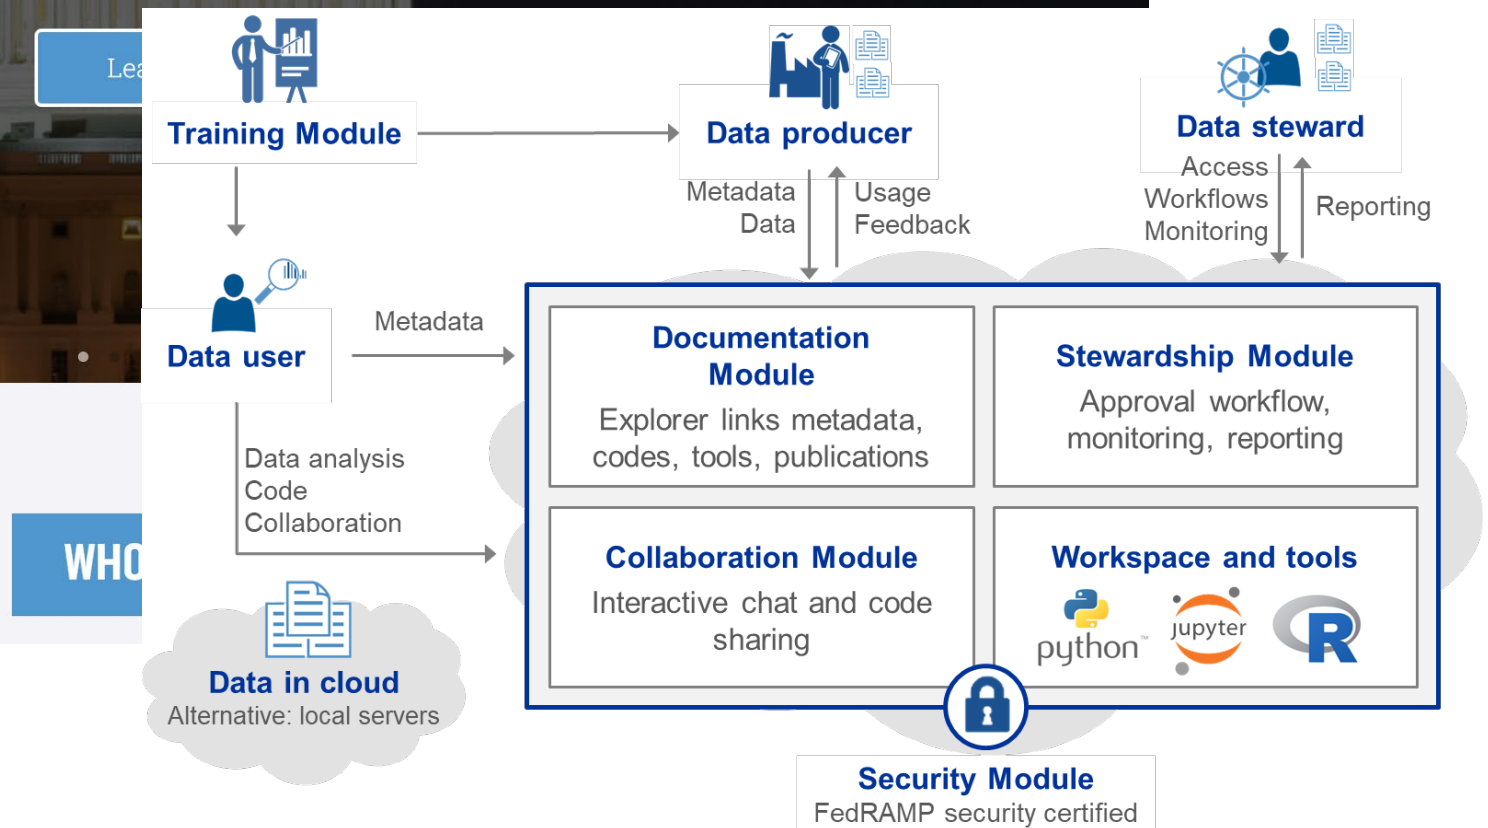 Training Module
Data producer
Data steward
Metadata
Data
Usage
Feedback
Access
Workflows
Monitoring
Reporting
Data user
Metadata
Data analysis
Code
Collaboration
Documentation
Module
Explorer links metadata,
codes, tools, publications
Stewardship Module
Approval workflow,
monitoring, reporting
Collaboration Module
Interactive chat and code
sharing
Workspace and tools
python™
jupyter
R
WHO
Data in cloud
Alternative: local servers
Security Module
FedRAMP security certified